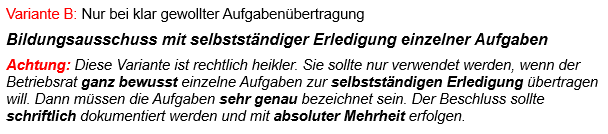 Variante B: Nur bei klar gewollter Aufgabenübertragung
Bildungsausschuss mit selbstständiger Erledigung einzelner Aufgaben
Achtung: Diese Variante ist rechtlich heikler. Sie sollte nur verwendet werden, wenn der
Betriebsrat ganz bewusst einzelne Aufgaben zur selbstständigen Erledigung übertragen
will. Dann müssen die Aufgaben sehr genau bezeichnet sein. Der Beschluss sollte
schriftlich dokumentiert werden und mit absoluter Mehrheit erfolgen.